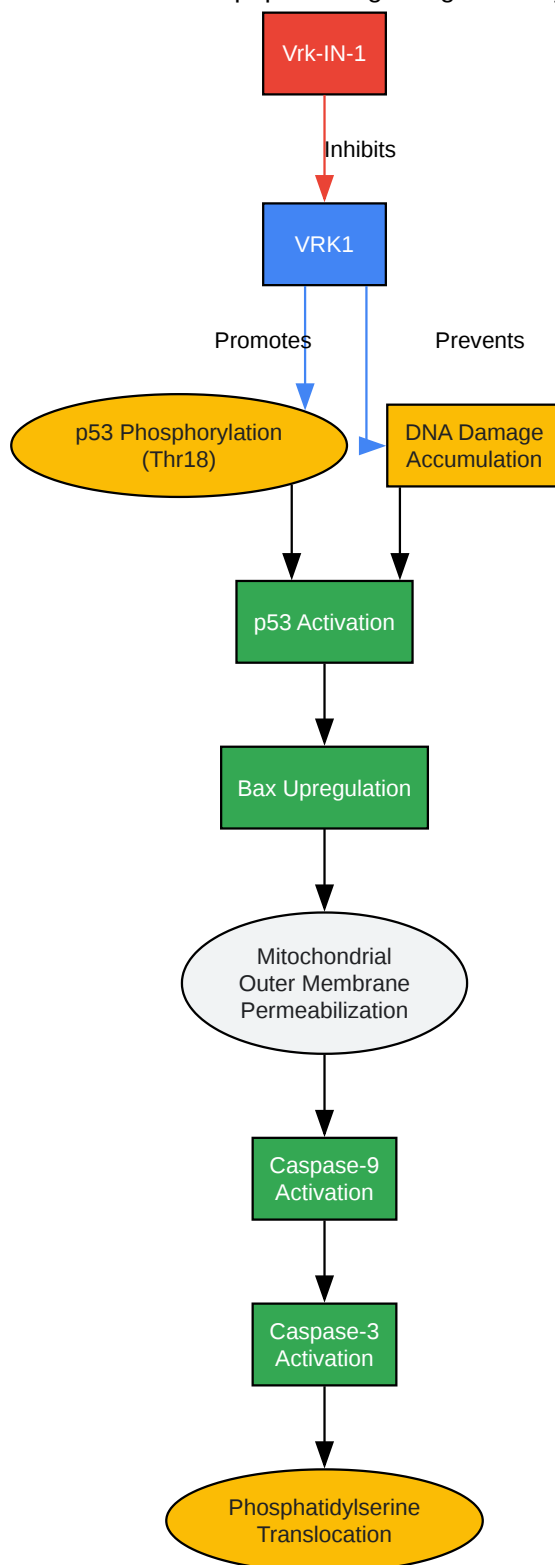 Vrk-IN-1
Inhibits
VRK1
Promotes
Prevents
p53 Phosphorylation
(Thr18)
DNA Damage
Accumulation
p53 Activation
Bax Upregulation
Mitochondrial
Outer Membrane
Permeabilization
Caspase-9
Activation
Caspase-3
Activation
Phosphatidylserine
Translocation